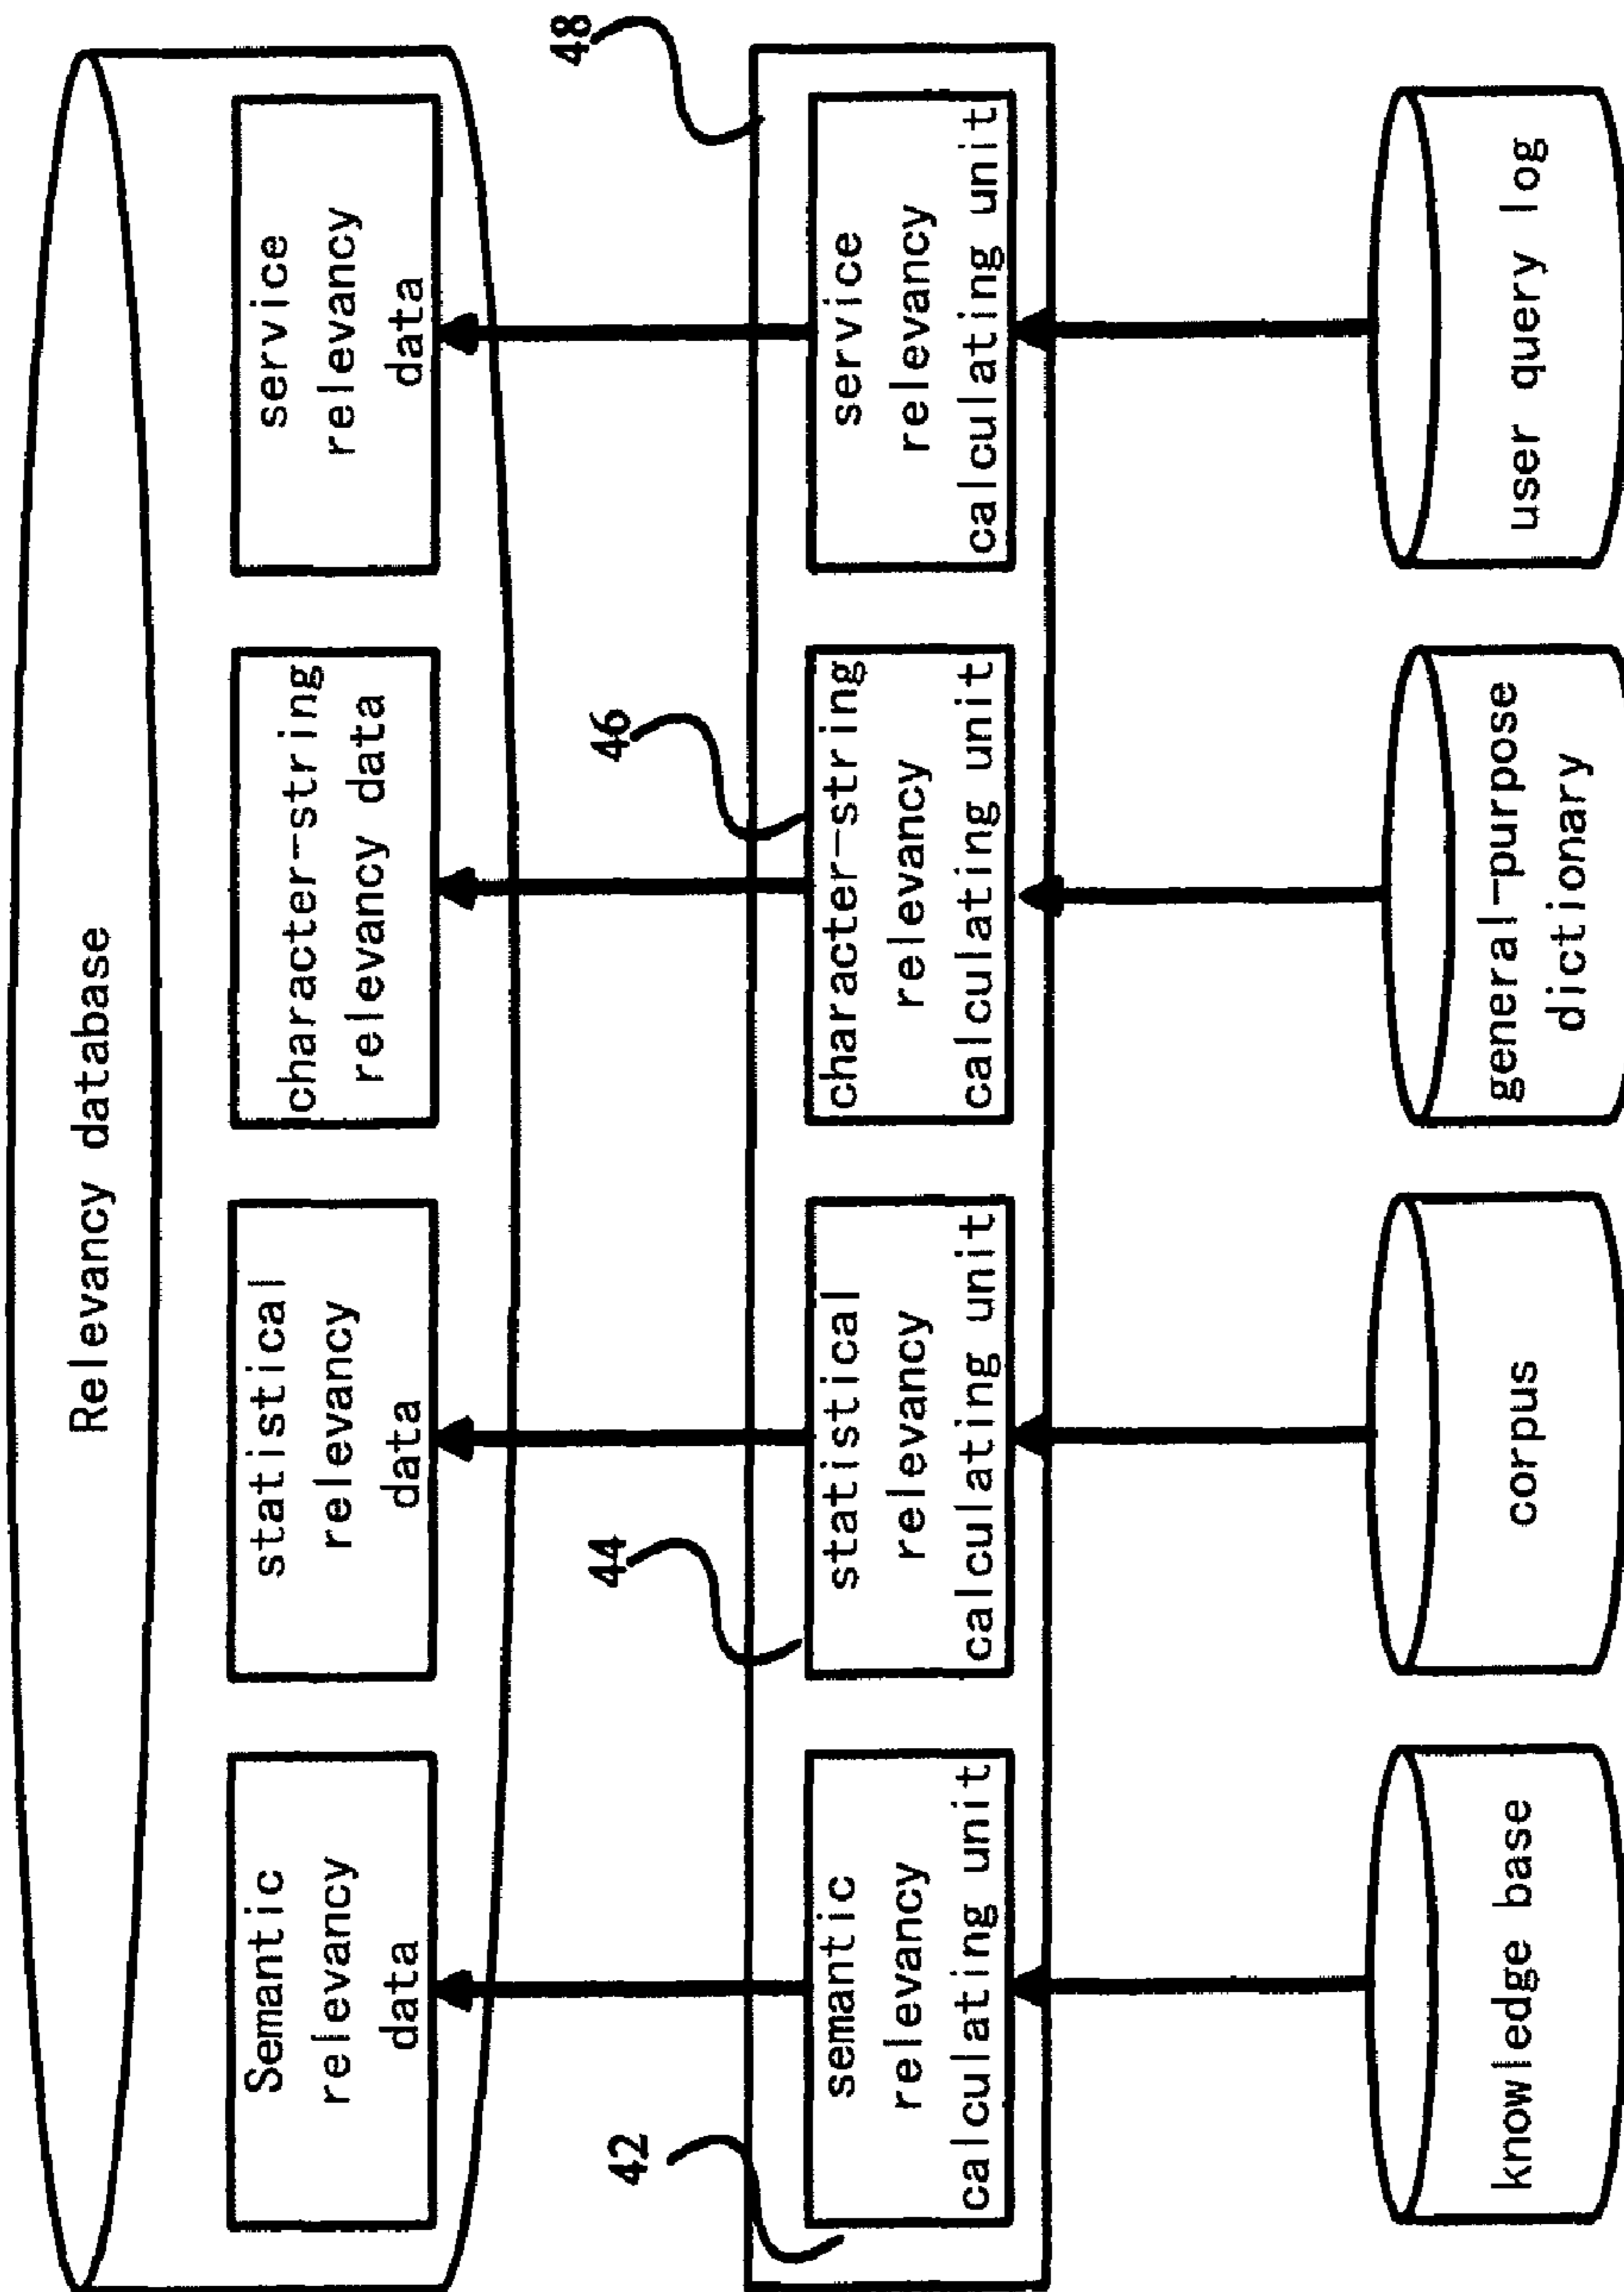 Relevancy database
Semantic
relevancy
data
statistical
relevancy
data
character-string
relevancy data
service
relevancy
data
42
44
46
48
semantic
relevancy
calculating unit
statistical
relevancy
calculating unit
character-string
relevancy
calculating unit
service
relevancy
calculating unit
knowledge base
corpus
general-purpose
dictionary
user query log